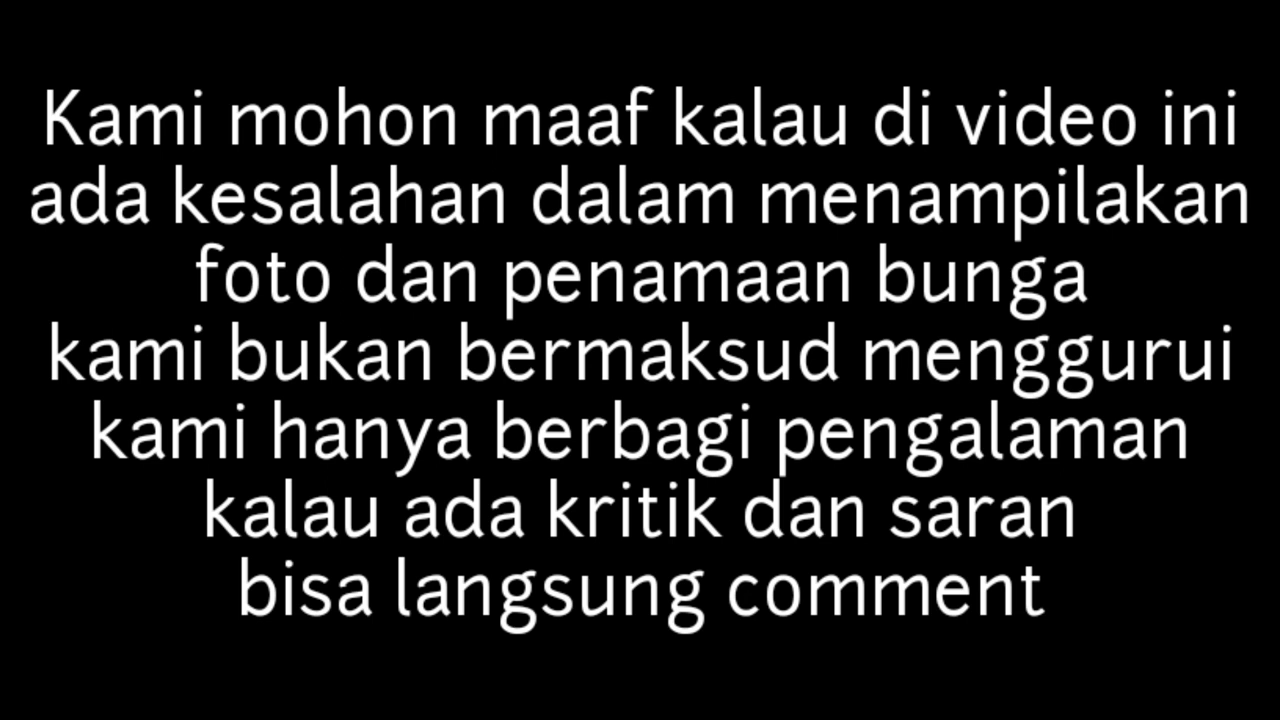 Kami mohon maaf kalau di video ini
ada kesalahan dalam menampilakan
foto dan penamaan bunga
kami bukan bermaksud menggurui
kami hanya berbagi pengalaman
kalau ada kritik dan saran
bisa langsung comment